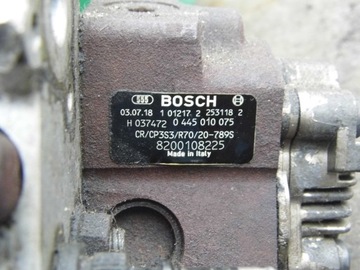 BOSCH
03.07.18 1 01217 2 253118 2
H 037472 0 445 010 075
CR/CP3S3/R70/20-789S
8200108225
Made in Italy